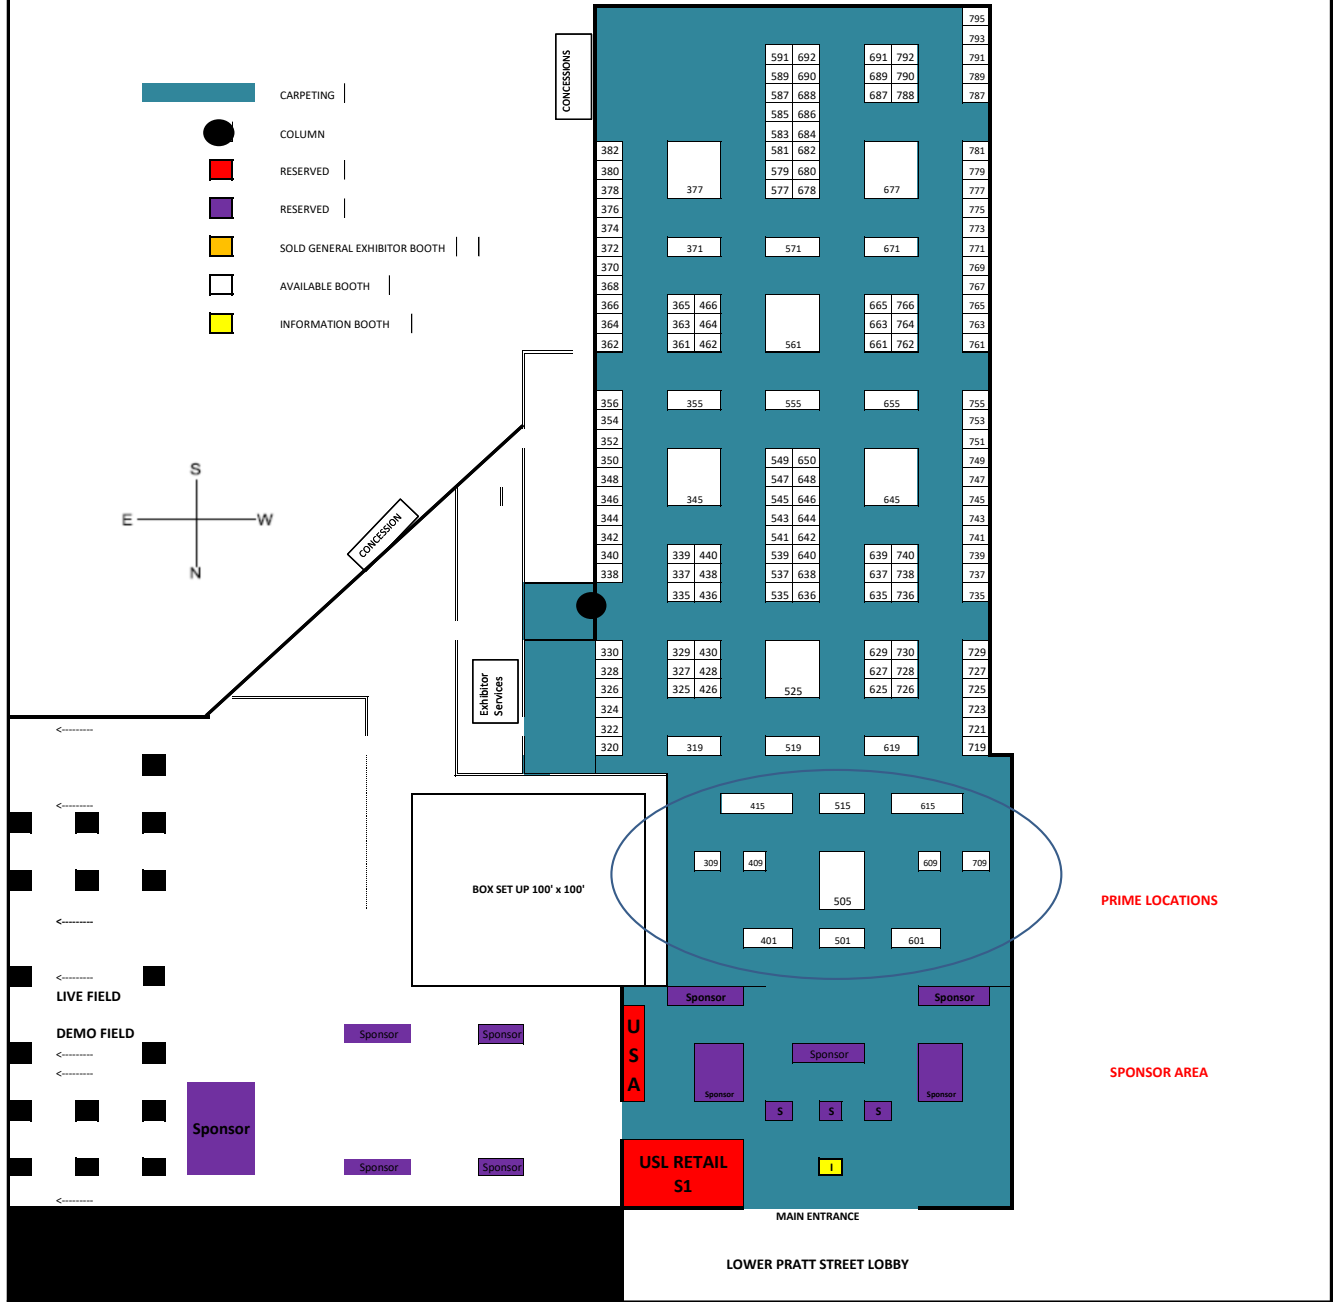 CARPETING
COLUMN
RESERVED
RESERVED
SOLD GENERAL EXHIBITOR BOOTH
AVAILABLE BOOTH
INFORMATION BOOTH
S
E W
N
CONCESSIONS
CONCESSION
Exhibitor
Services
795
793
591 692 691 792 791
589 690 689 790 789
587 688 687 788 787
585 686
583 684
382 581 682 781
380 579 680 779
378 377 577 678 677 777
376 775
374 773
372 371 571 671 771
370 769
368 767
366 365 466 665 766 765
364 363 464 663 764 763
362 361 462 561 661 762 761
356 355 555 655 755
354 753
352 751
350 549 650 749
348 547 648 747
346 345 545 646 645 745
344 543 644 743
342 541 642 741
340 339 440 539 640 639 740 739
338 337 438 537 638 637 738 737
335 436 535 636 635 736 735
330 329 430 629 730 729
328 327 428 627 728 727
326 325 426 525 625 726 725
324 723
322 721
320 319 519 619 719
<---------
<---------
<---------
<---------
415 515 615
309 409 609 709
505
401 501 601
BOX SET UP 100' x 100'
PRIME LOCATIONS
LIVE FIELD
DEMO FIELD
<---------
<---------
<---------
Sponsor Sponsor
Sponsor
Sponsor Sponsor
Sponsor Sponsor
U
S
A
Sponsor
Sponsor Sponsor
S S S
SPONSOR AREA
USL RETAIL
S1
I
MAIN ENTRANCE
LOWER PRATT STREET LOBBY